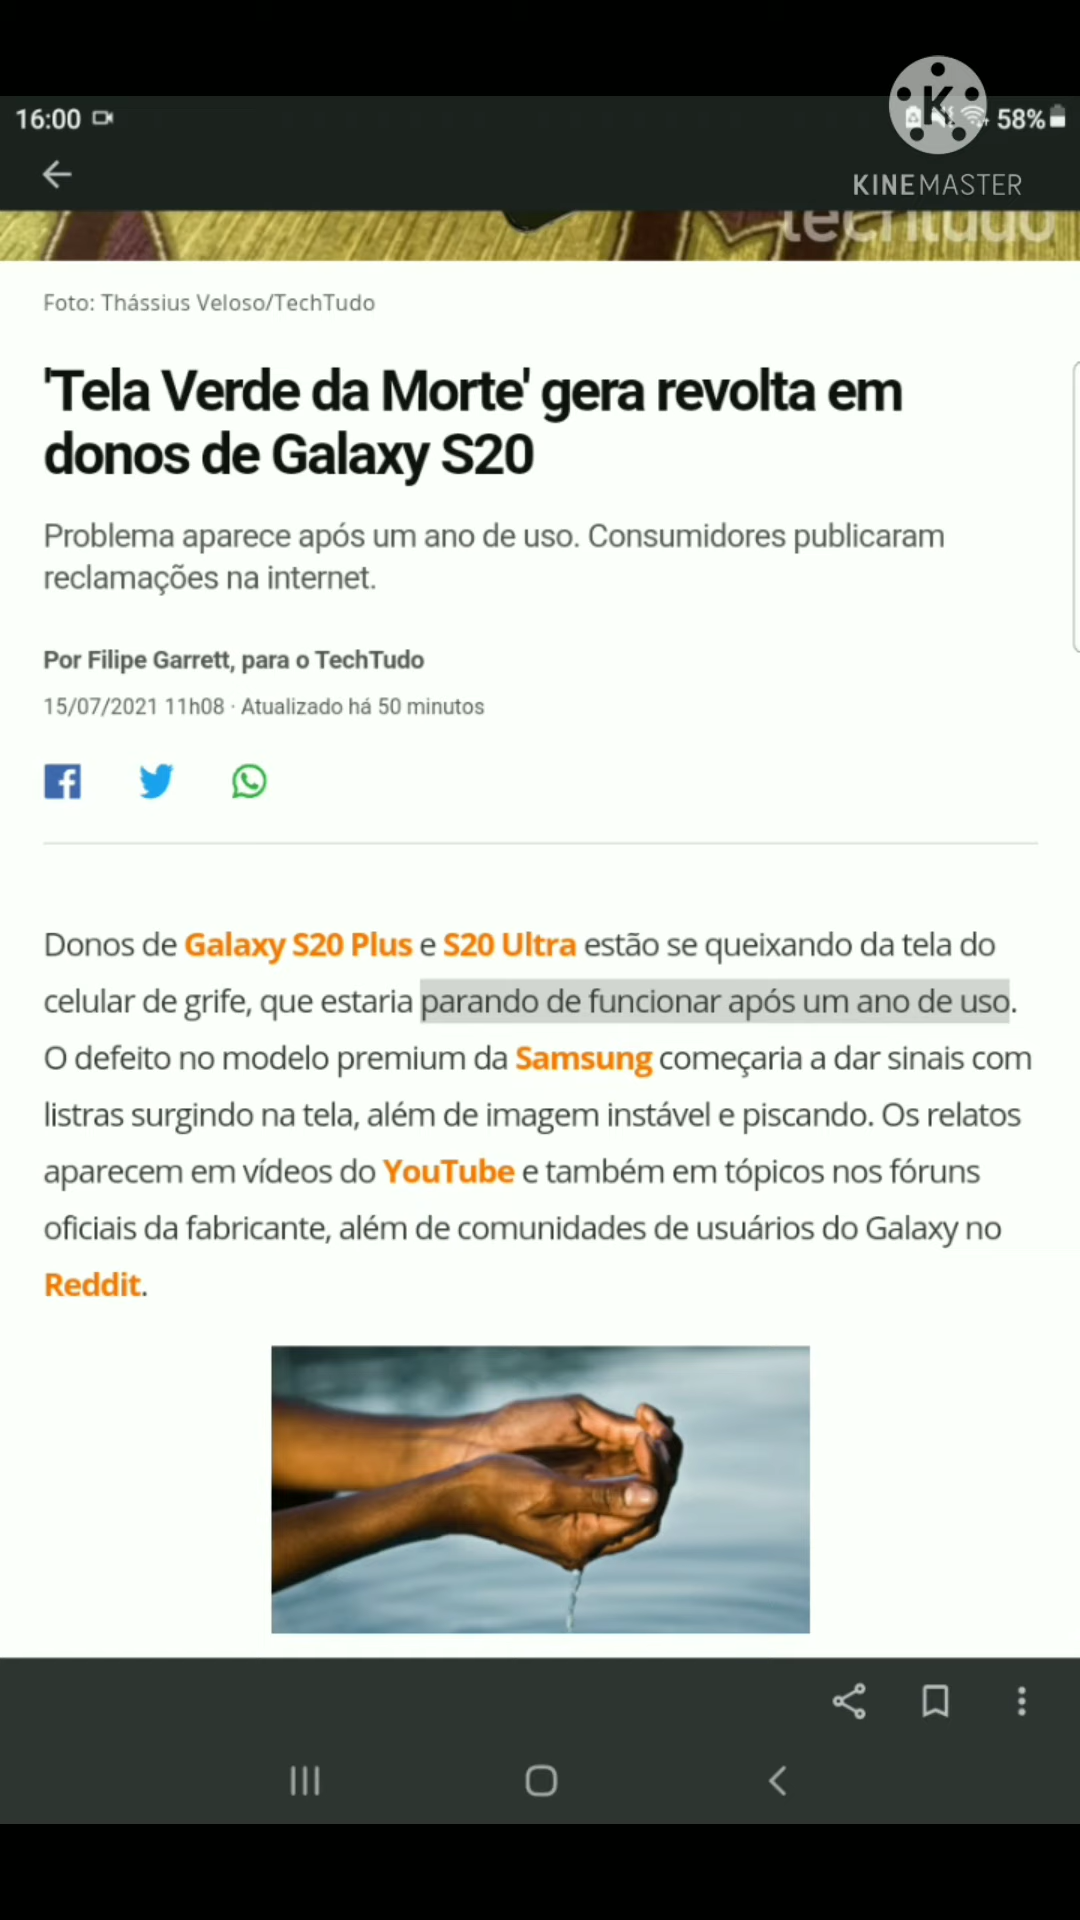 16:00
58%
KINEMASTER
techtudo
Foto: Thássius Veloso/TechTudo
'Tela Verde da Morte' gera revolta em
donos de Galaxy S20
Problema aparece após um ano de uso. Consumidores publicaram
reclamações na internet.
Por Filipe Garrett, para o TechTudo
15/07/2021 11h08 · Atualizado há 50 minutos
Donos de Galaxy S20 Plus e S20 Ultra estão se queixando da tela do
celular de grife, que estaria parando de funcionar após um ano de uso.
O defeito no modelo premium da Samsung começaria a dar sinais com
listras surgindo na tela, além de imagem instável e piscando. Os relatos
aparecem em vídeos do YouTube e também em tópicos nos fóruns
oficiais da fabricante, além de comunidades de usuários do Galaxy no
Reddit.